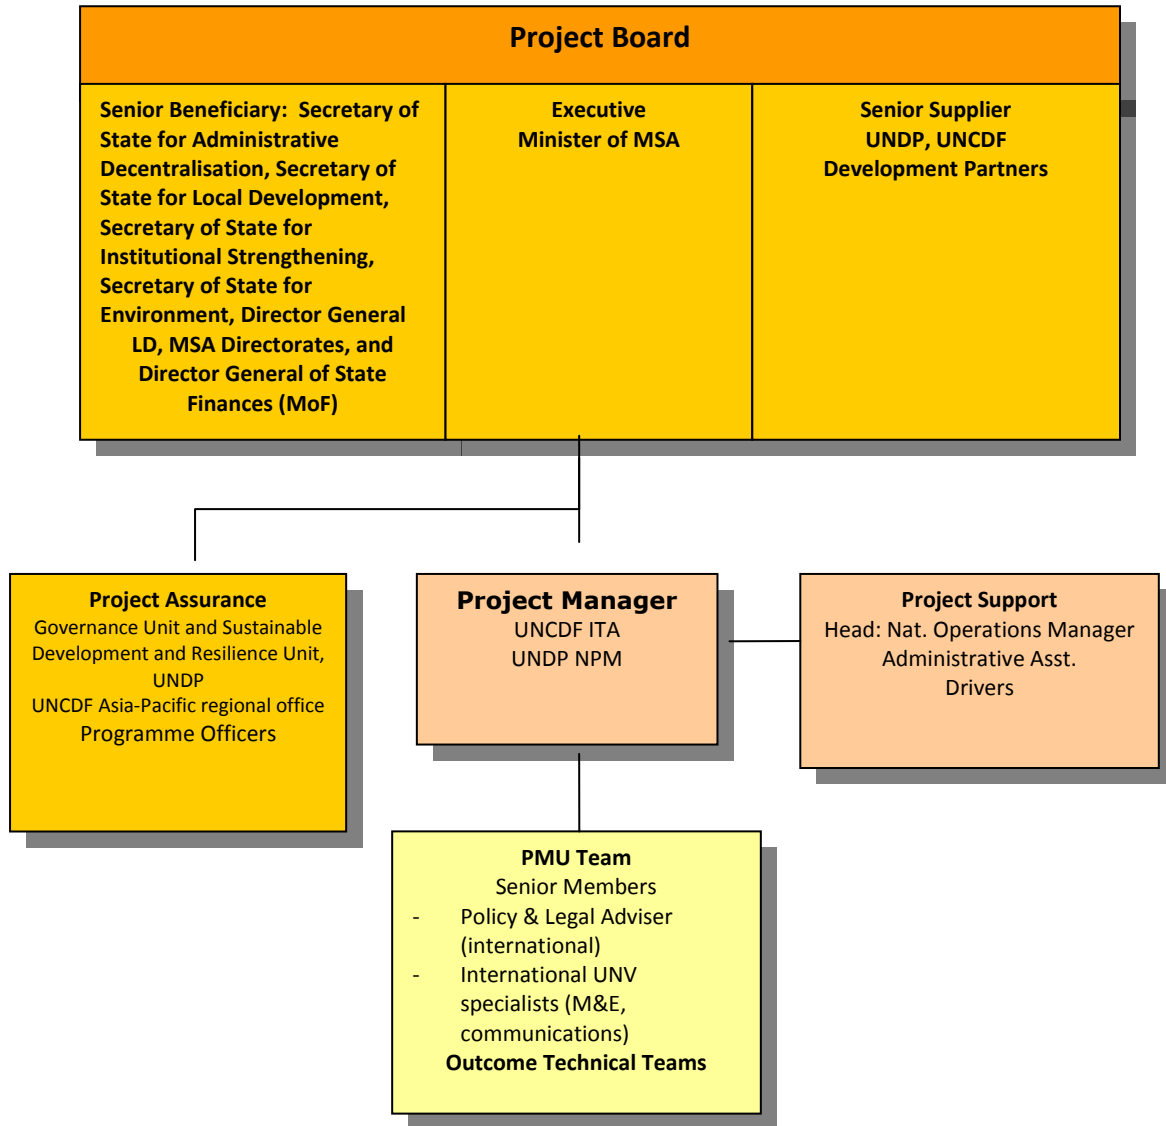 Project Board
Senior Beneficiary:  Secretary of
State for Administrative
Decentralisation, Secretary of
State for Local Development,
Secretary of State for
Institutional Strengthening,
Secretary of State for
Environment, Director General
LD, MSA Directorates, and
Director General of State
Finances (MoF)
Executive
Minister of MSA
Senior Supplier
UNDP, UNCDF
Development Partners
Project Assurance
Governance Unit and Sustainable
Development and Resilience Unit,
UNDP
UNCDF Asia-Pacific regional office
Programme Officers
Project Manager
UNCDF ITA
UNDP NPM
Project Support
Head: Nat. Operations Manager
Administrative Asst.
Drivers
PMU Team
Senior Members
- Policy & Legal Adviser
(international)
- International UNV
specialists (M&E,
communications)
Outcome Technical Teams